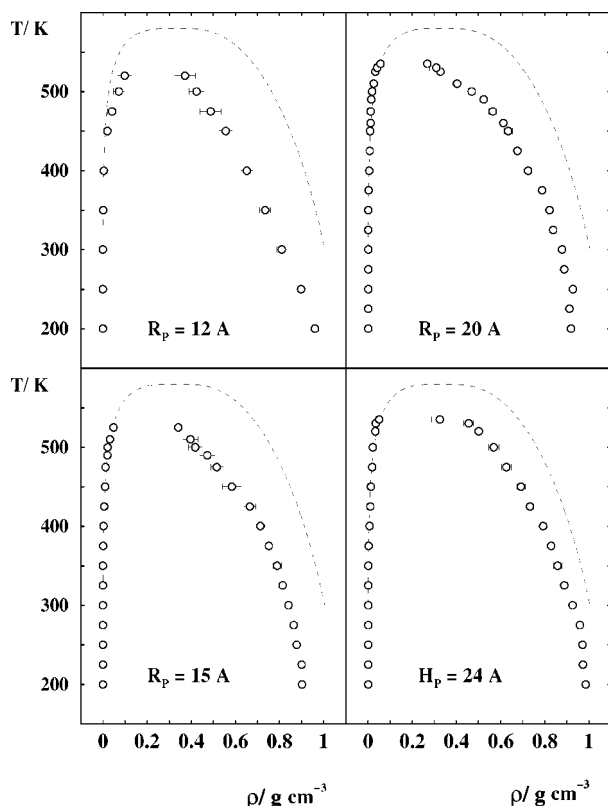 T/ K
500
400
300
200
R_P = 12 A
R_P = 20 A
T/ K
500
400
300
200
R_P = 15 A
H_P = 24 A
0 0.2 0.4 0.6 0.8 1
0 0.2 0.4 0.6 0.8 1
ρ/ g cm⁻³
ρ/ g cm⁻³